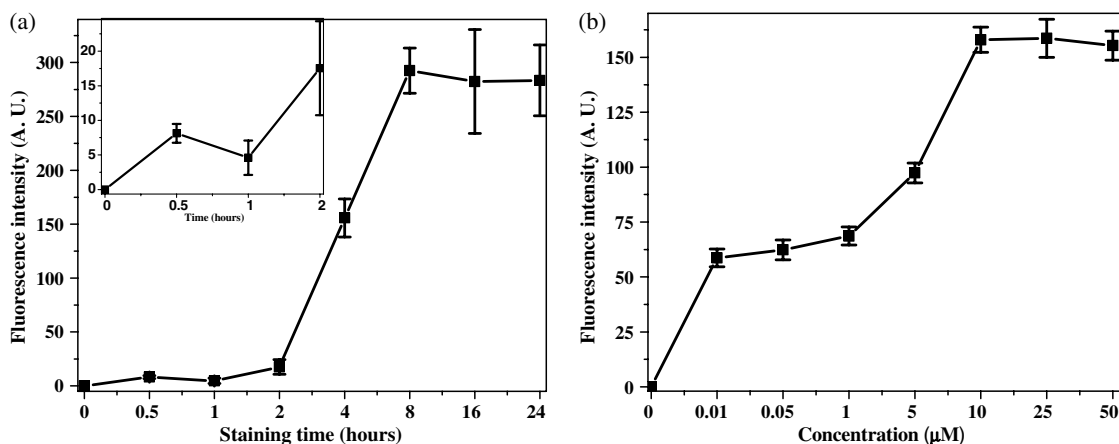 (a)
Fluorescence intensity (A. U.)
300
250
200
150
100
50
0
0 0.5 1 2 4 8 16 24
Staining time (hours)
20
15
10
5
0
0 0.5 1 2
Time (hours)
(b)
Fluorescence intensity (A. U.)
150
125
100
75
50
25
0
0 0.01 0.05 1 5 10 25 50
Concentration (μM)